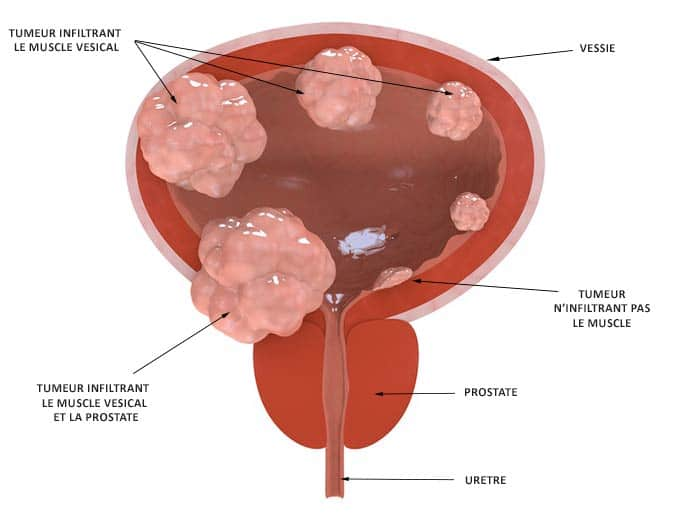 TUMEUR INFILTRANT
LE MUSCLE VESICAL
VESSIE
TUMEUR
N'INFILTRANT PAS
LE MUSCLE
TUMEUR INFILTRANT
LE MUSCLE VESICAL
ET LA PROSTATE
PROSTATE
URETRE